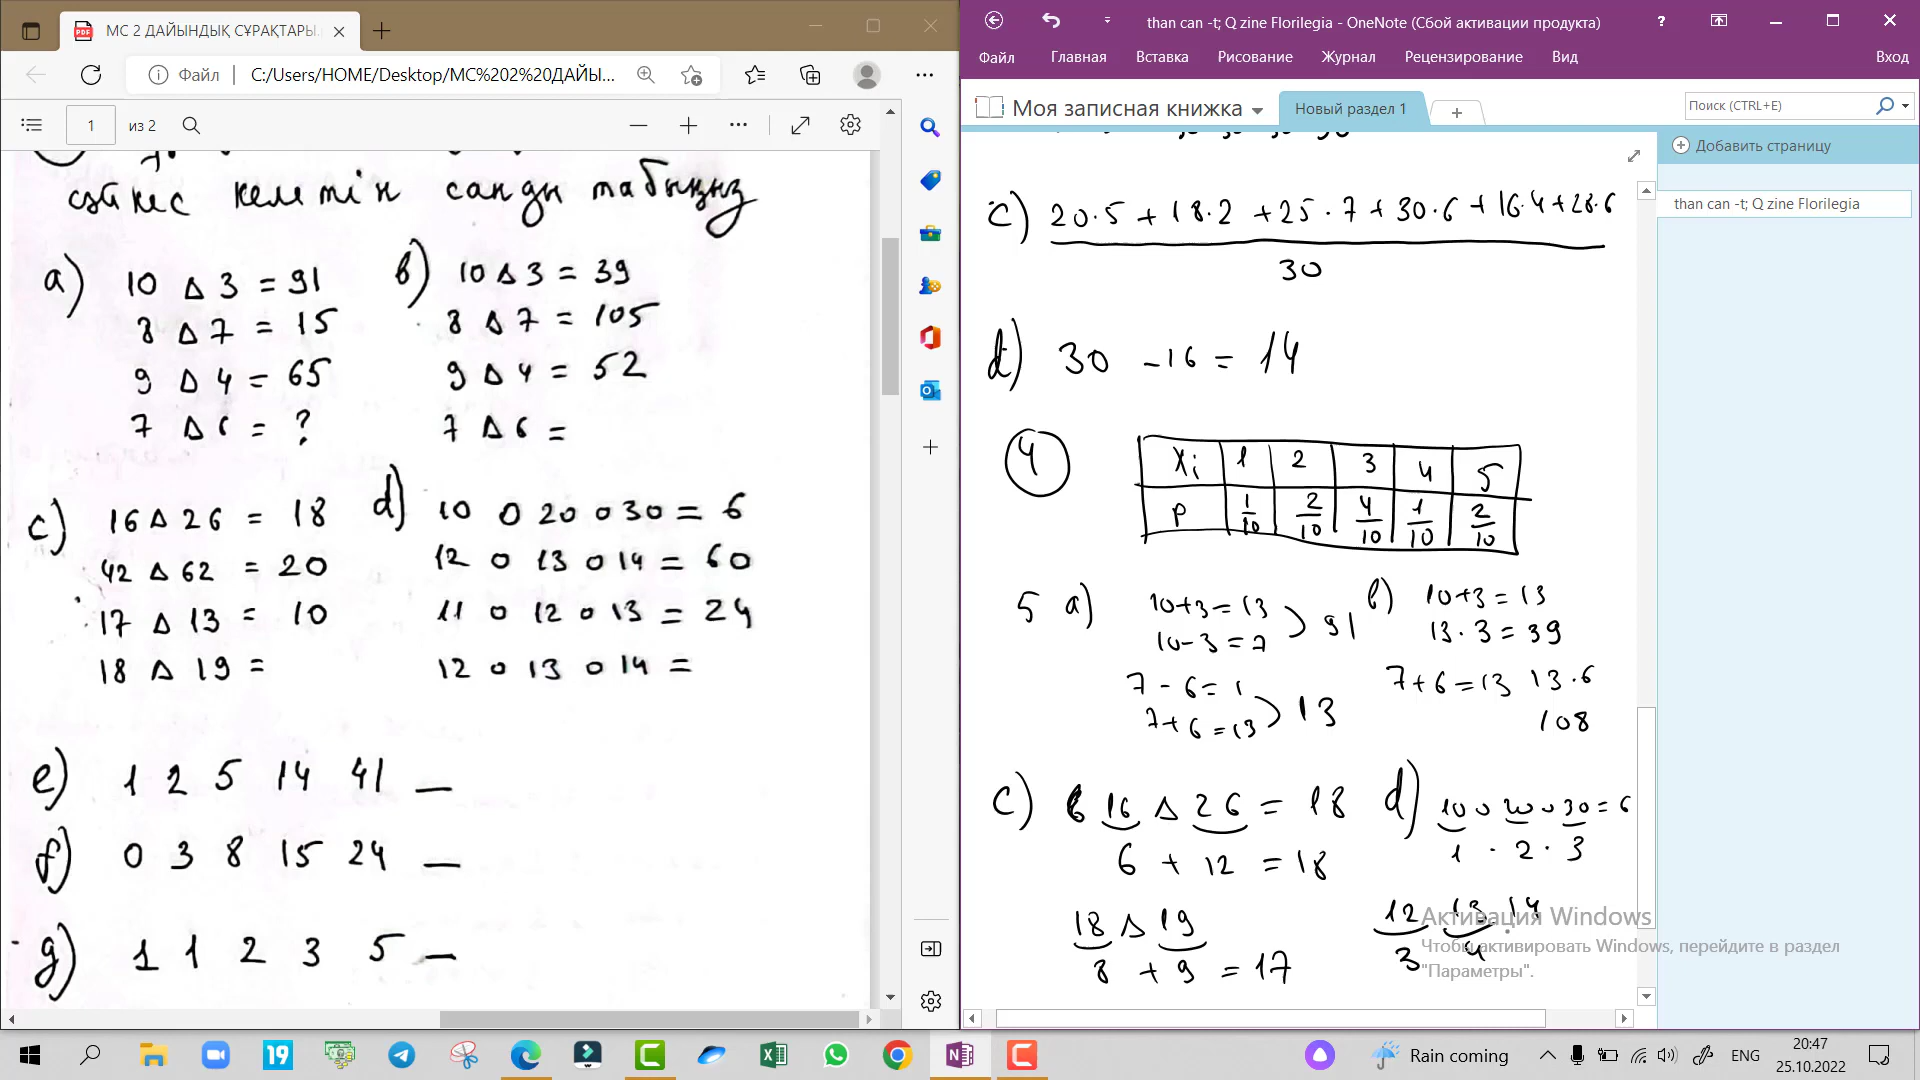 МС 2 ДАЙЫНДЫҚ СҰРАҚТАРЫ.
Файл
C:/Users/HOME/Desktop/МС%202%20ДАЙЫ...
1
из 2
сәйкес келетін санды табыңыз
a) 10 Δ 3 = 91
8 Δ 7 = 15
9 Δ 4 = 65
7 Δ 6 = ?
b) 10 Δ 3 = 39
8 Δ 7 = 105
9 Δ 4 = 52
7 Δ 6 =
c) 16 Δ 26 = 18
42 Δ 62 = 20
17 Δ 13 = 10
18 Δ 19 =
d) 10 o 20 o 30 = 6
12 o 13 o 14 = 60
11 o 12 o 13 = 24
12 o 13 o 14 =
e) 1 2 5 14 41 _
f) 0 3 8 15 24 _
g) 1 1 2 3 5 _
than can -t; Q zine Florilegia - OneNote (Сбой активации продукта)
Файл
Главная
Вставка
Рисование
Журнал
Рецензирование
Вид
Вход
Моя записная книжка
Новый раздел 1
Поиск (CTRL+E)
Добавить страницу
than can -t; Q zine Florilegia
c) 20·5 + 18·2 + 25·7 + 30·6 + 16·4 + 28·6
30
d) 30 - 16 = 14
4
Xi 1 2 3 4 5
P 1/10 2/10 4/10 1/10 2/10
5 a) 10+3=13
10-3=7
91
7-6=1
7+6=13
13
b) 10+3=13
13·3=39
7+6=13 13·6
108
c) 16 Δ 26 = 18
6 + 12 = 18
18 Δ 19
8 + 9 = 17
d) 10 o 20 o 30 = 6
1 · 2 · 3
12 13 · 14
3 4
Активация Windows
Чтобы активировать Windows, перейдите в раздел
"Параметры".
19
Rain coming
ENG
20:47
25.10.2022